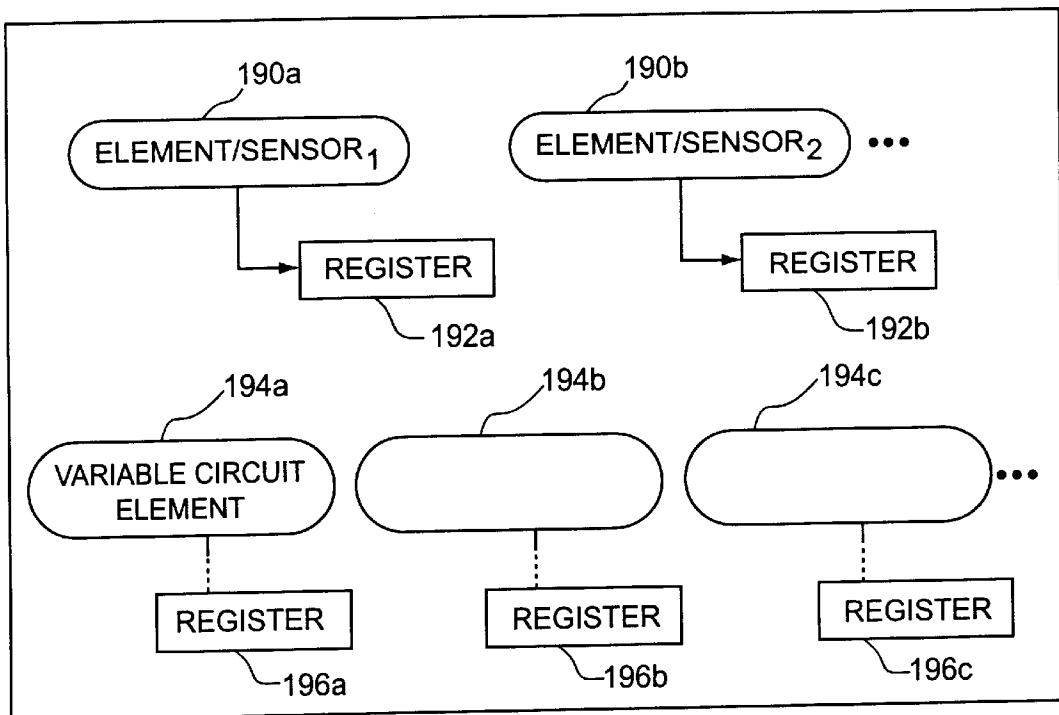 190a
190b
ELEMENT/SENSOR1
ELEMENT/SENSOR2 •••
REGISTER
REGISTER
192a
192b
194a
194b
194c
VARIABLE CIRCUIT
ELEMENT
•••
REGISTER
REGISTER
REGISTER
196a
196b
196c